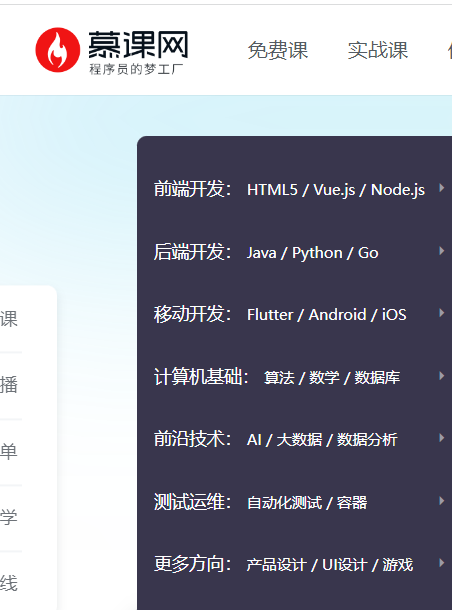 慕课网
程序员的梦工厂
免费课 实战课
前端开发： HTML5 / Vue.js / Node.js
后端开发： Java / Python / Go
移动开发： Flutter / Android / iOS
计算机基础： 算法 / 数学 / 数据库
前沿技术： AI / 大数据 / 数据分析
测试运维： 自动化测试 / 容器
更多方向： 产品设计 / UI设计 / 游戏
课
播
单
学
线